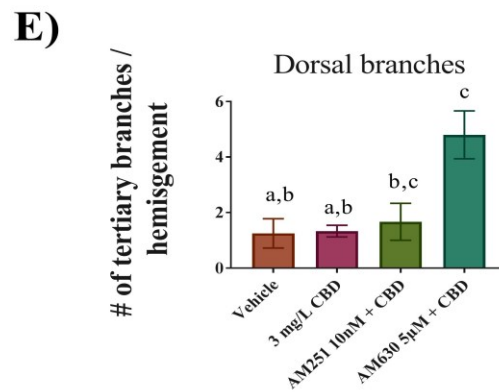 E)
Dorsal branches
# of tertiary branches /
hemisgement
6
4
2
0
a,b
a,b
b,c
c
Vehicle
3 mg/L CBD
AM251 10nM + CBD
AM630 5µM + CBD